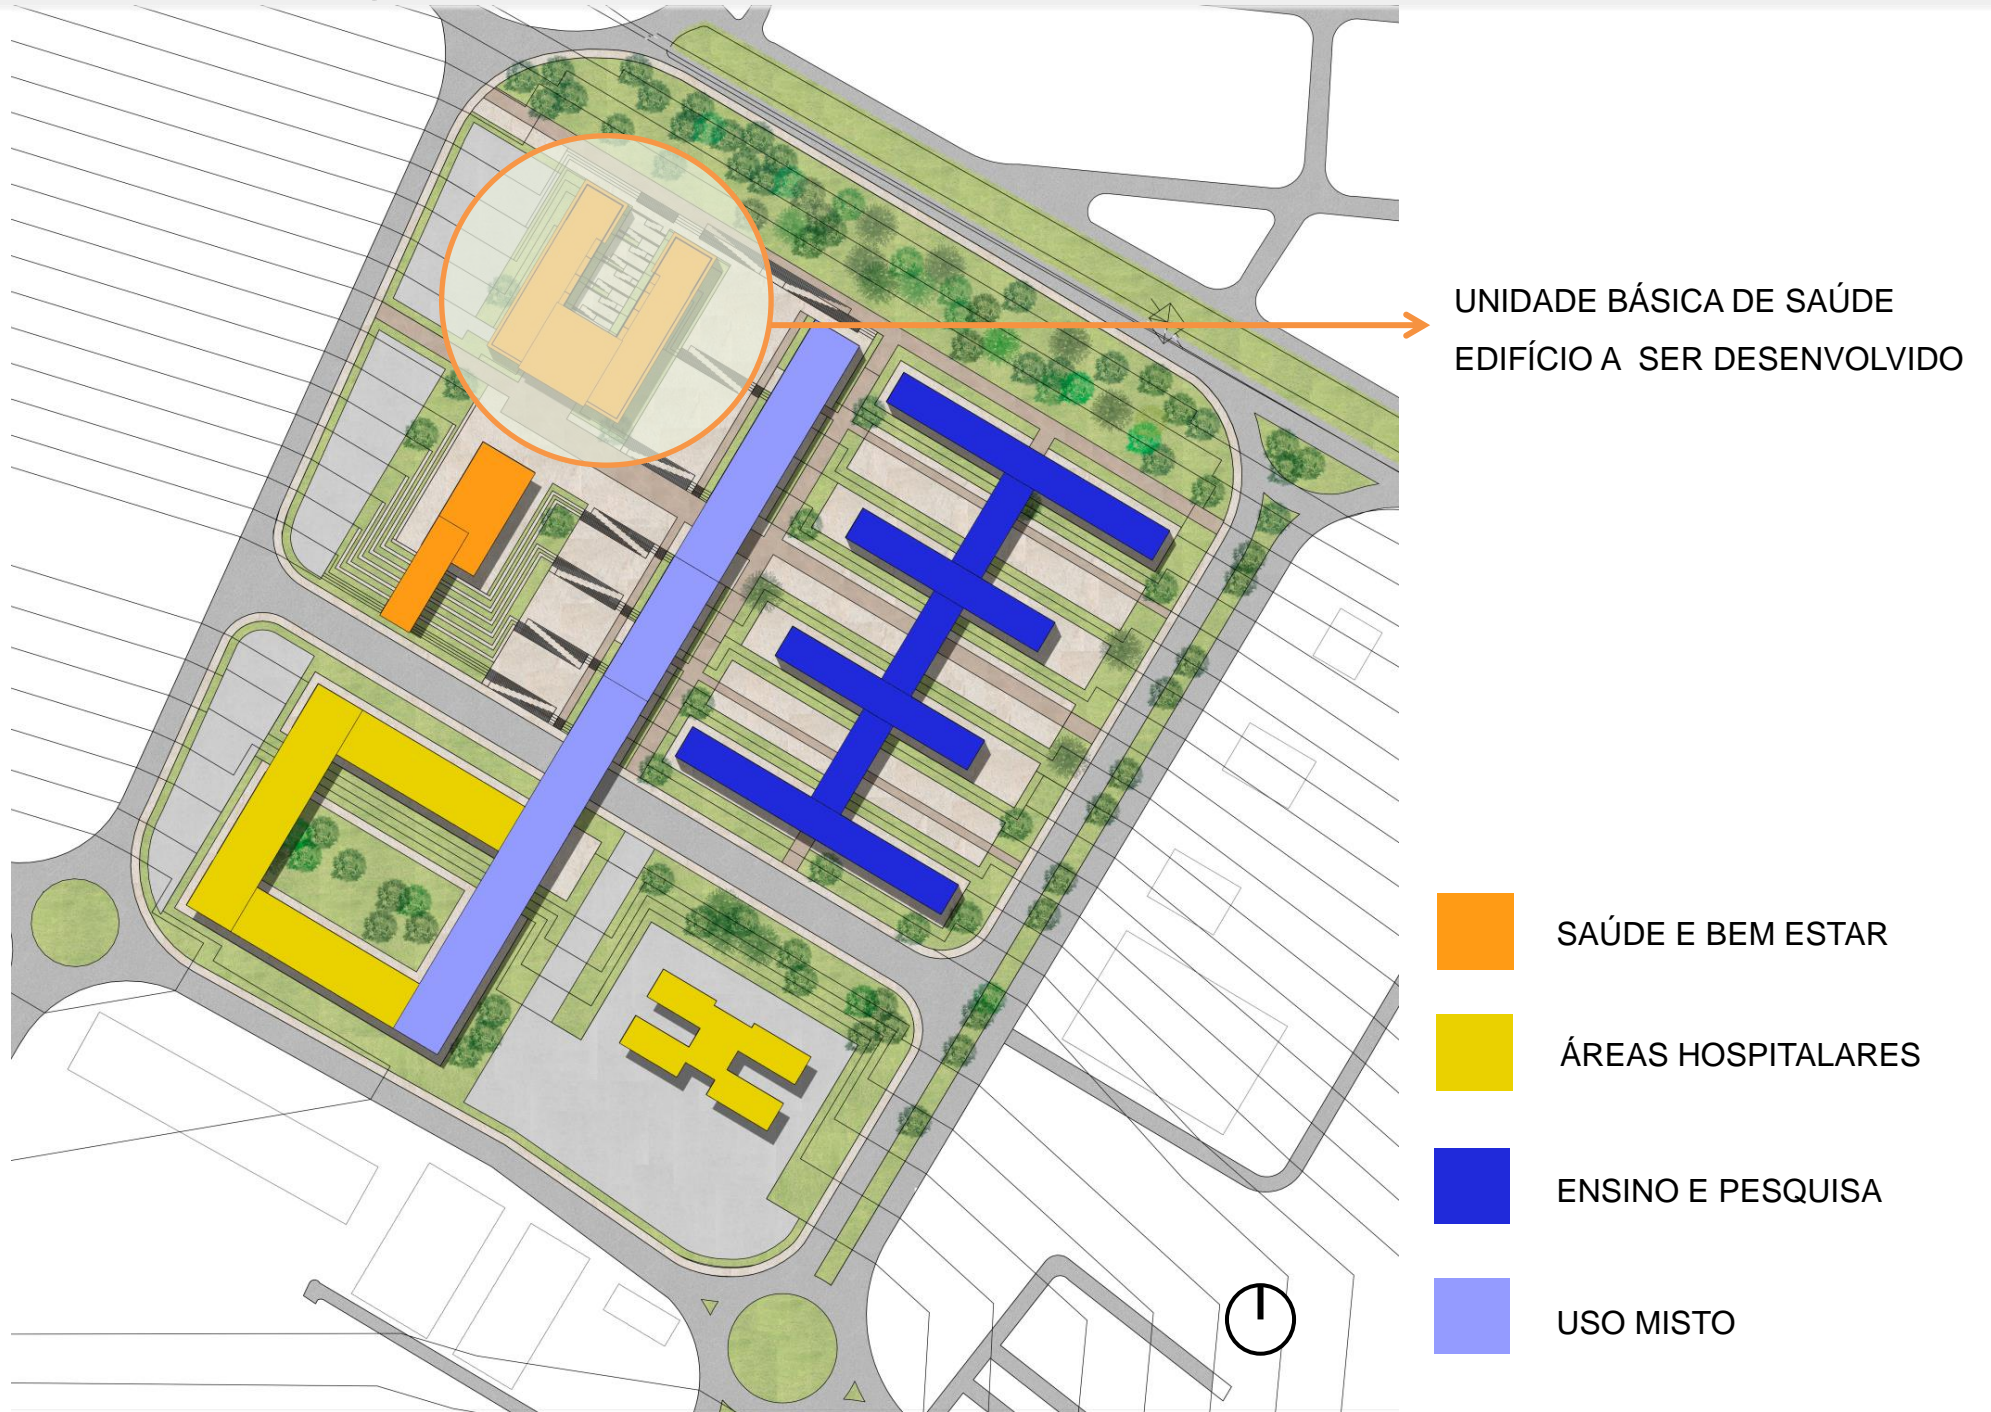 UNIDADE BÁSICA DE SAÚDE
EDIFÍCIO A SER DESENVOLVIDO
SAÚDE E BEM ESTAR
ÁREAS HOSPITALARES
ENSINO E PESQUISA
USO MISTO